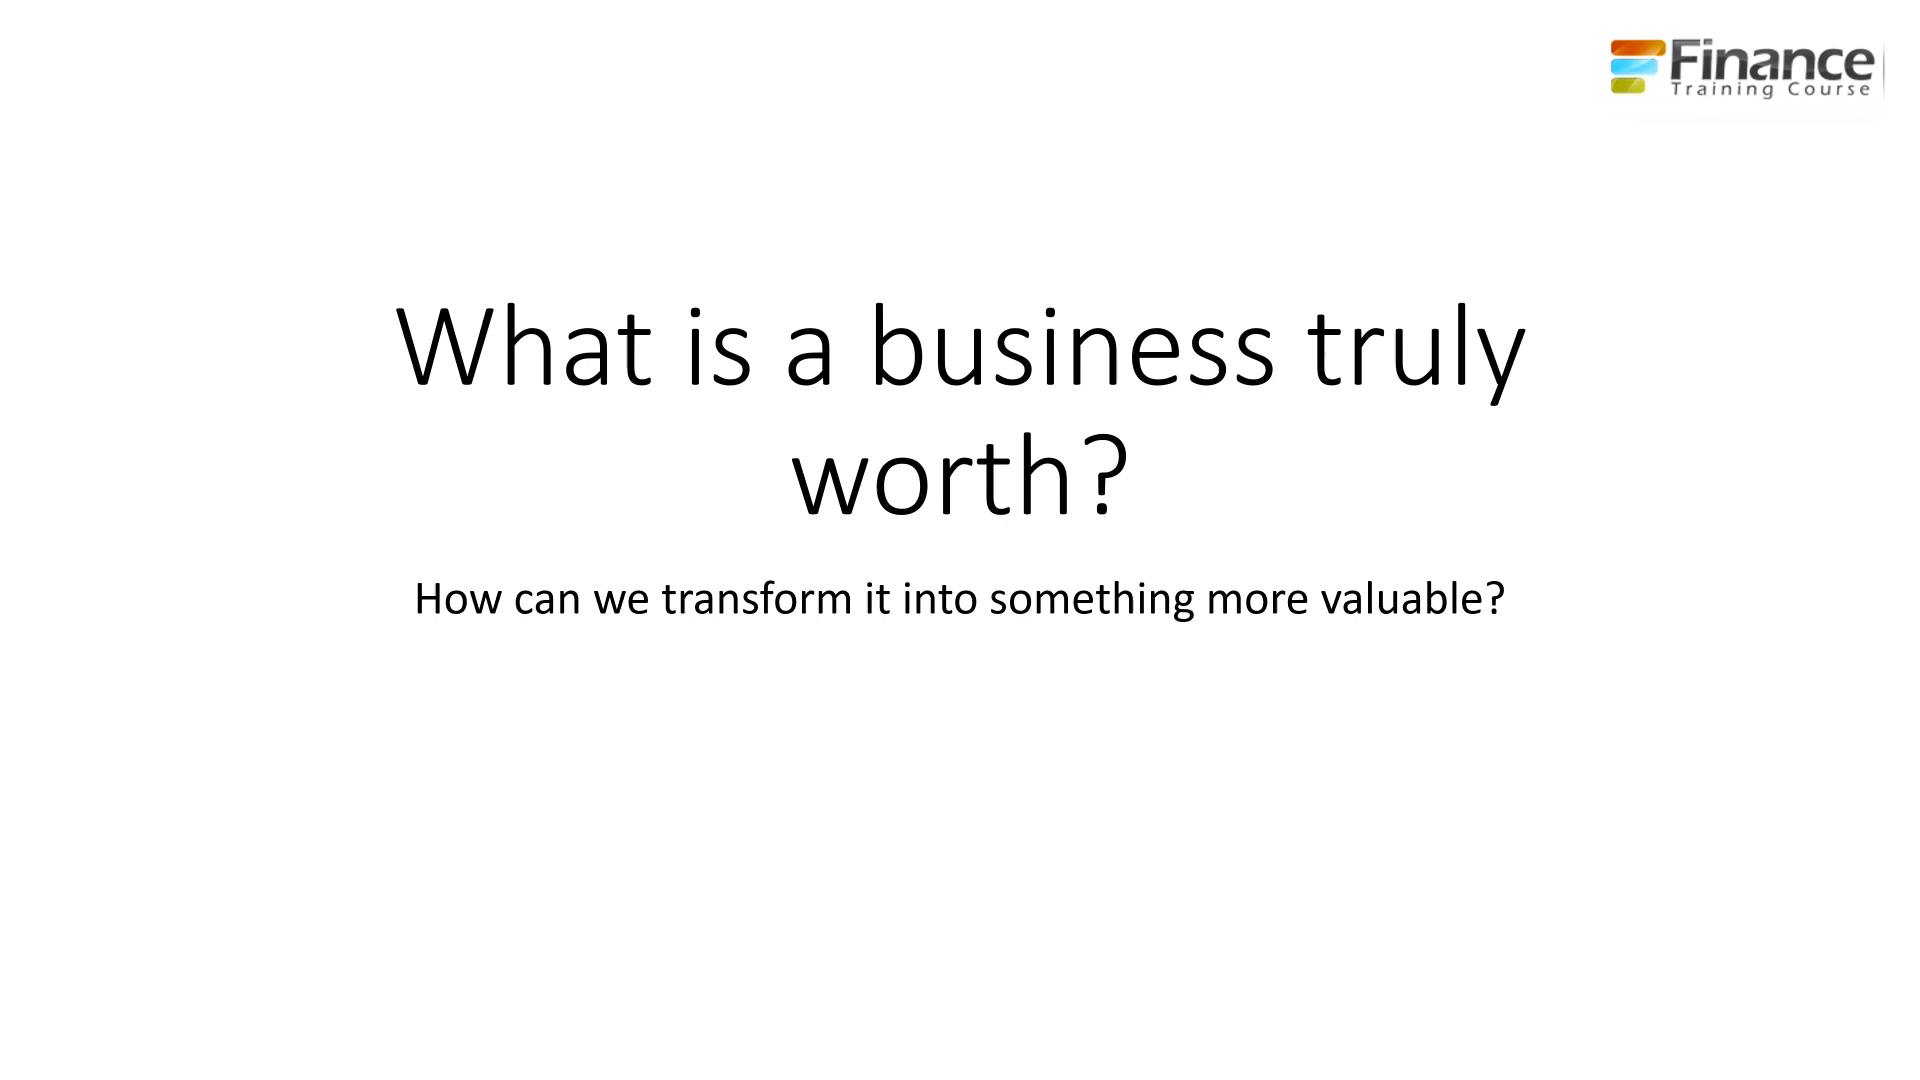 Finance
Training Course
What is a business truly
worth?
How can we transform it into something more valuable?